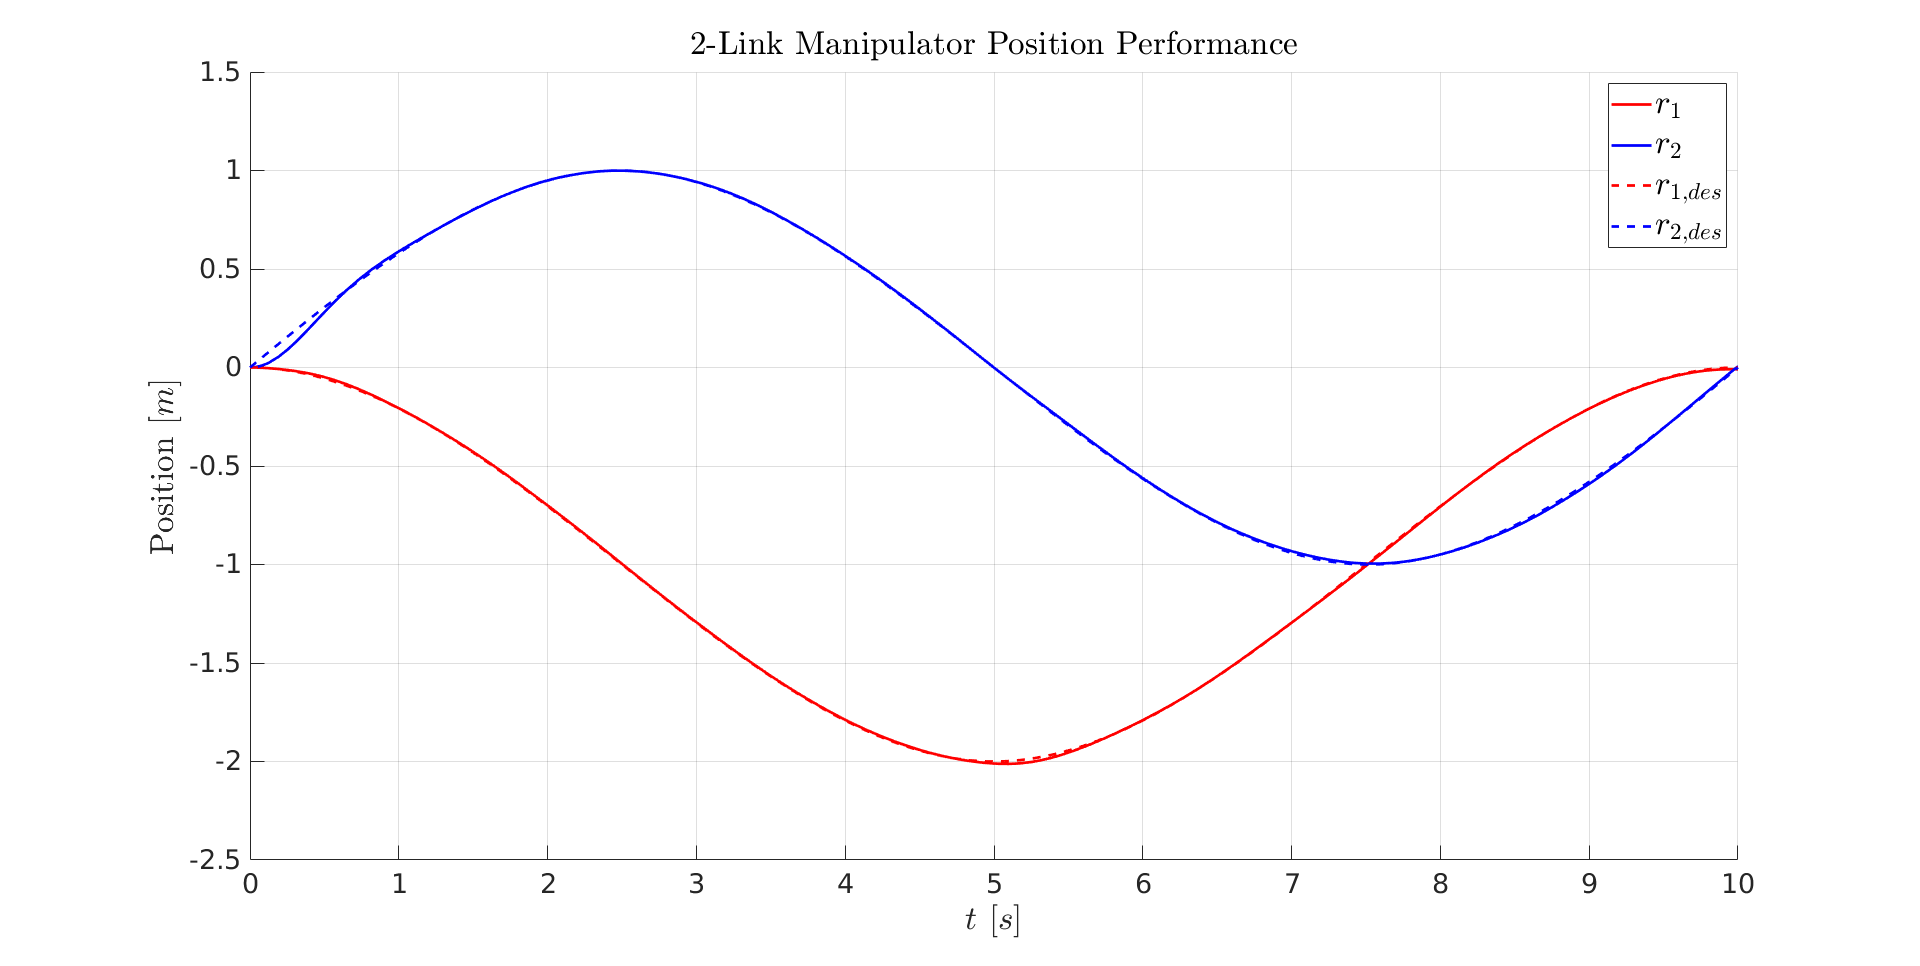 2-Link Manipulator Position Performance
1.5
1
0.5
0
-0.5
-1
-1.5
-2
-2.5
Position [m]
r1
r2
r1,des
r2,des
0 1 2 3 4 5 6 7 8 9 10
t [s]